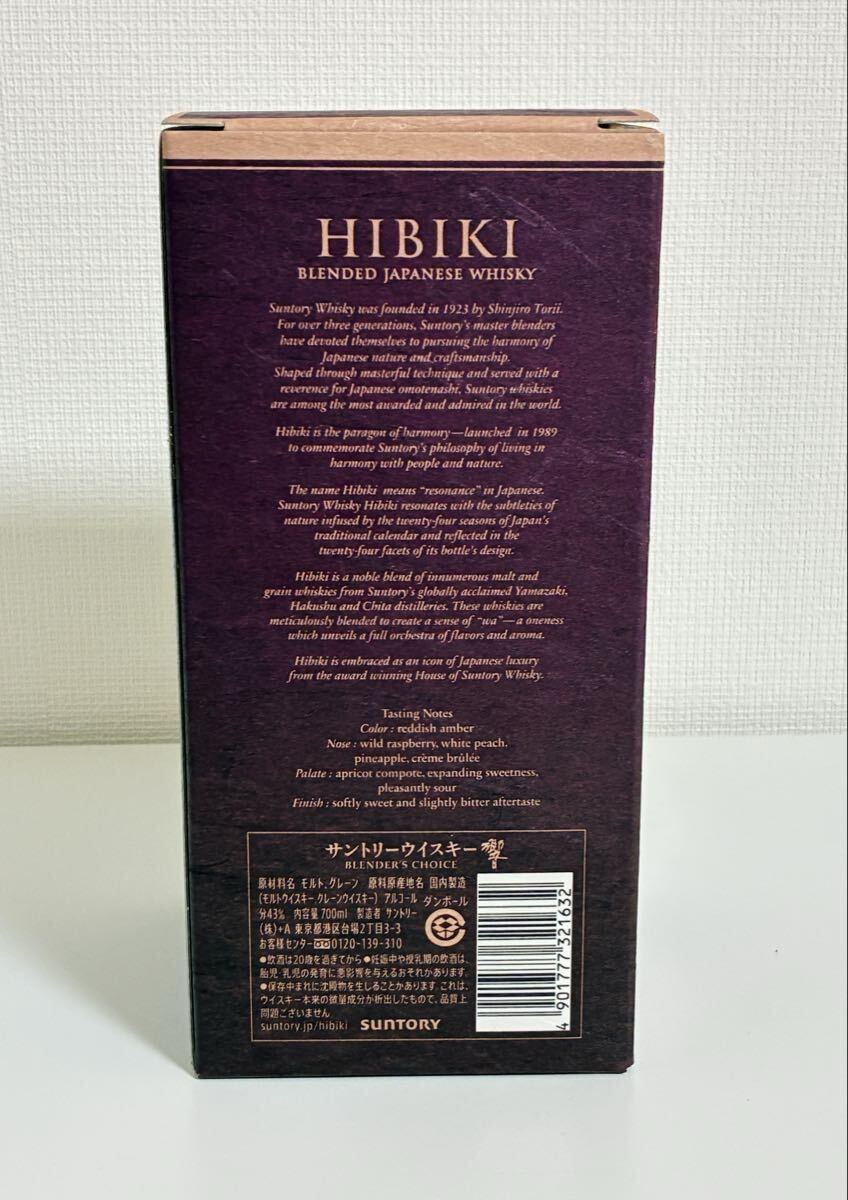 HIBIKI
BLENDED JAPANESE WHISKY
Suntory Whisky was founded in 1923 by Shinjiro Torii.
For over three generations, Suntory's master blenders
have devoted themselves to pursuing the harmony of
Japanese nature and craftsmanship.
Shaped through masterful technique and served with a
reverence for Japanese omotenashi, Suntory whiskies
are among the most awarded and admired in the world.
Hibiki is the paragon of harmony—launched in 1989
to commemorate Suntory's philosophy of living in
harmony with people and nature.
The name Hibiki means "resonance" in Japanese.
Suntory Whisky Hibiki resonates with the subtleties of
nature infused by the twenty-four seasons of Japan's
traditional calendar and reflected in the
twenty-four facets of its bottle's design.
Hibiki is a noble blend of innumerous malt and
grain whiskies from Suntory's globally acclaimed Yamazaki,
Hakushu and Chita distilleries. These whiskies are
meticulously blended to create a sense of "wa"—a oneness
which unveils a full orchestra of flavors and aroma.
Hibiki is embraced as an icon of Japanese luxury
from the award winning House of Suntory Whisky.
Tasting Notes
Color : reddish amber
Nose : wild raspberry, white peach,
pineapple, crème brûlée
Palate : apricot compote, expanding sweetness,
pleasantly sour
Finish : softly sweet and slightly bitter aftertaste
サントリーウイスキー 響
BLENDER'S CHOICE
原材料名 モルト、グレーン 原料原産地名 国内製造
(モルトウイスキー、グレーンウイスキー) アルコール
分43% 内容量700ml 製造者 サントリー
(株)+A 東京都港区台場2丁目3-3
お客様センター0120-139-310
ダンボール
●飲酒は20歳を過ぎてから ●妊娠中や授乳期の飲酒は、
胎児・乳児の発育に悪影響を与えるおそれがあります。
●保存中まれに沈殿物を生じることがあります。これは、
ウイスキー本来の微量成分が析出したもので、品質上
問題ございません
suntory.jp/hibiki SUNTORY
4 901777 321632